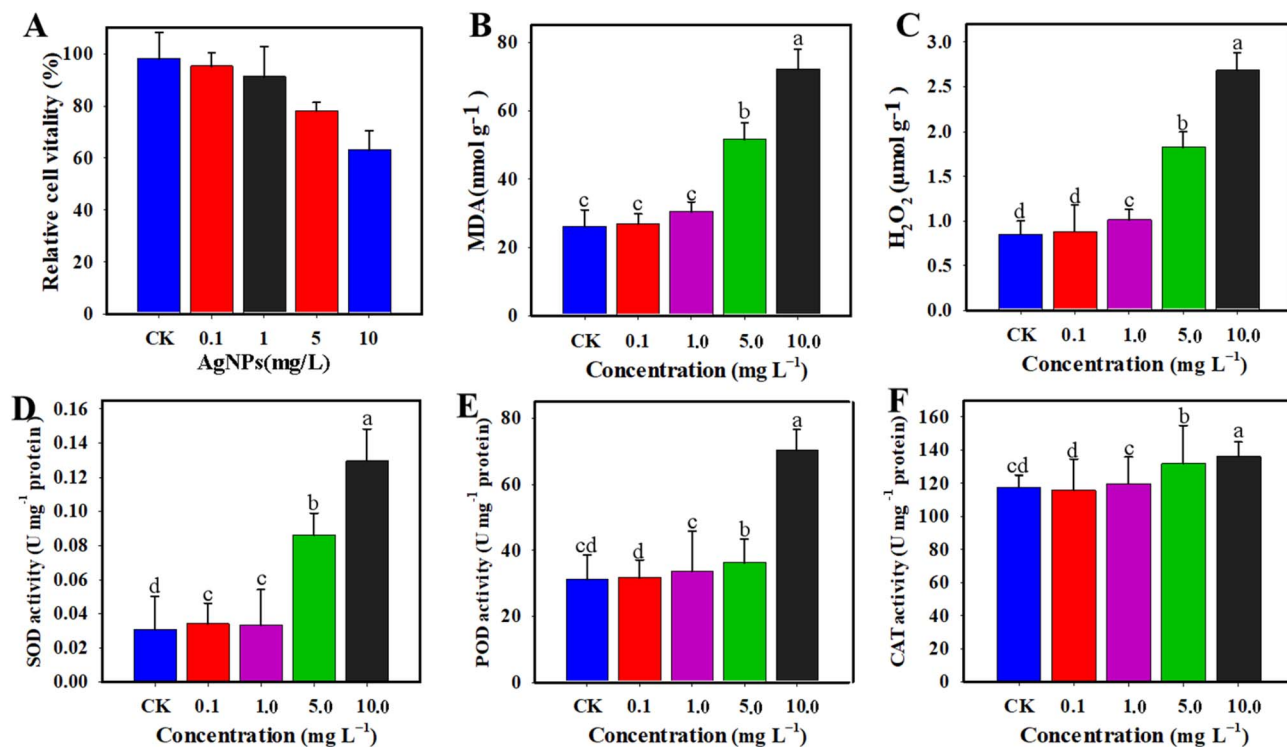 A
Relative cell vitality (%)
100
80
60
40
20
0
CK 0.1 1 5 10
AgNPs(mg/L)
B
MDA(nmol g⁻¹)
80
60
40
20
0
c c c b a
CK 0.1 1.0 5.0 10.0
Concentration (mg L⁻¹)
C
H₂O₂ (μmol g⁻¹)
3.0
2.5
2.0
1.5
1.0
0.5
0.0
d d c b a
CK 0.1 1.0 5.0 10.0
Concentration (mg L⁻¹)
D
SOD activity (U mg⁻¹ protein )
0.16
0.14
0.12
0.10
0.08
0.06
0.04
0.02
0.00
d c c b a
CK 0.1 1.0 5.0 10.0
Concentration (mg L⁻¹)
E
POD activity (U mg⁻¹ protein)
80
60
40
20
0
cd d c b a
CK 0.1 1.0 5.0 10.0
Concentration (mg L⁻¹)
F
CAT activity (U mg⁻¹ protein)
160
140
120
100
80
60
40
20
0
cd d c b a
CK 0.1 1.0 5.0 10.0
Concentration (mg L⁻¹)